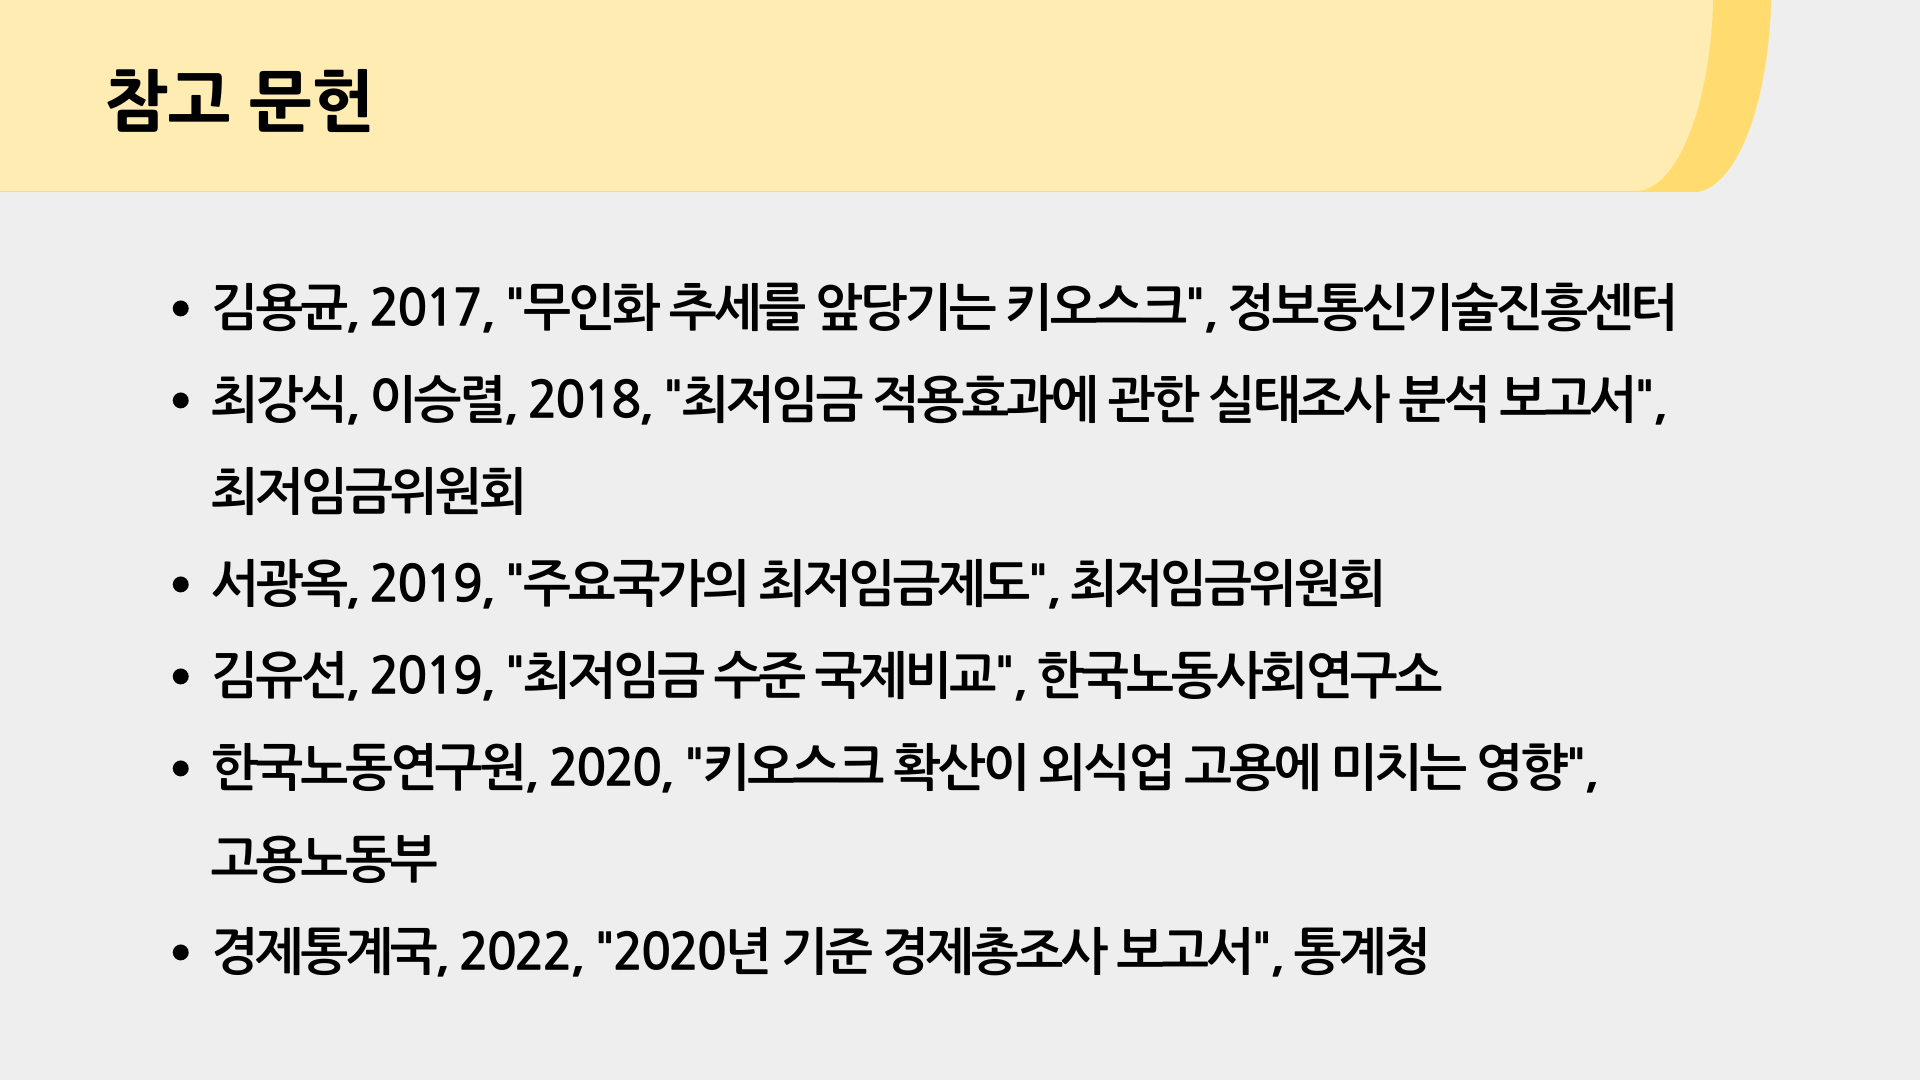 참고 문헌
• 김용균, 2017, "무인화 추세를 앞당기는 키오스크", 정보통신기술진흥센터
• 최강식, 이승렬, 2018, "최저임금 적용효과에 관한 실태조사 분석 보고서",
최저임금위원회
• 서광옥, 2019, "주요국가의 최저임금제도", 최저임금위원회
• 김유선, 2019, "최저임금 수준 국제비교", 한국노동사회연구소
• 한국노동연구원, 2020, "키오스크 확산이 외식업 고용에 미치는 영향",
고용노동부
• 경제통계국, 2022, "2020년 기준 경제총조사 보고서", 통계청